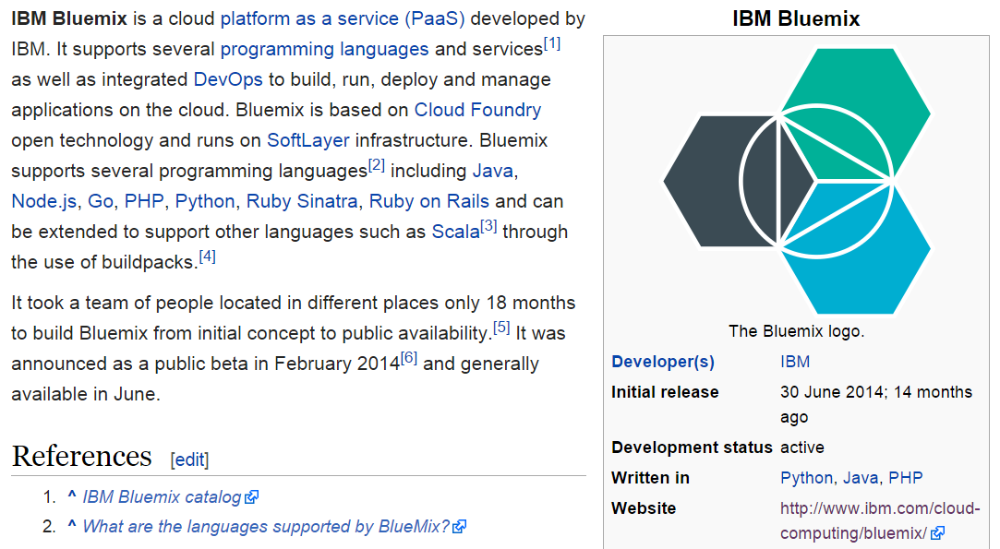 IBM Bluemix is a cloud platform as a service (PaaS) developed by
IBM. It supports several programming languages and services[1]
as well as integrated DevOps to build, run, deploy and manage
applications on the cloud. Bluemix is based on Cloud Foundry
open technology and runs on SoftLayer infrastructure. Bluemix
supports several programming languages[2] including Java,
Node.js, Go, PHP, Python, Ruby Sinatra, Ruby on Rails and can
be extended to support other languages such as Scala[3] through
the use of buildpacks.[4]
It took a team of people located in different places only 18 months
to build Bluemix from initial concept to public availability.[5] It was
announced as a public beta in February 2014[6] and generally
available in June.
References [edit]
1. ^ IBM Bluemix catalog
2. ^ What are the languages supported by BlueMix?
IBM Bluemix
The Bluemix logo.
Developer(s) IBM
Initial release 30 June 2014; 14 months
ago
Development status active
Written in Python, Java, PHP
Website http://www.ibm.com/cloud-
computing/bluemix/